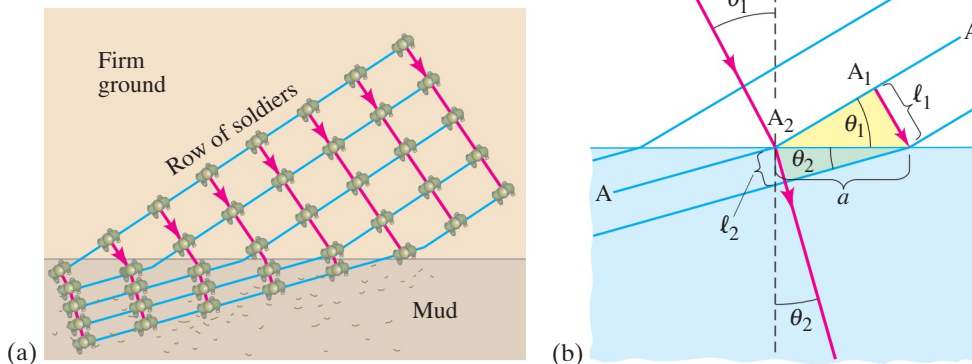 Firm
ground
Row of soldiers
Mud
(a)
θ1
A
A1
ℓ1
A2
θ1
θ2
A
a
ℓ2
θ2
(b)